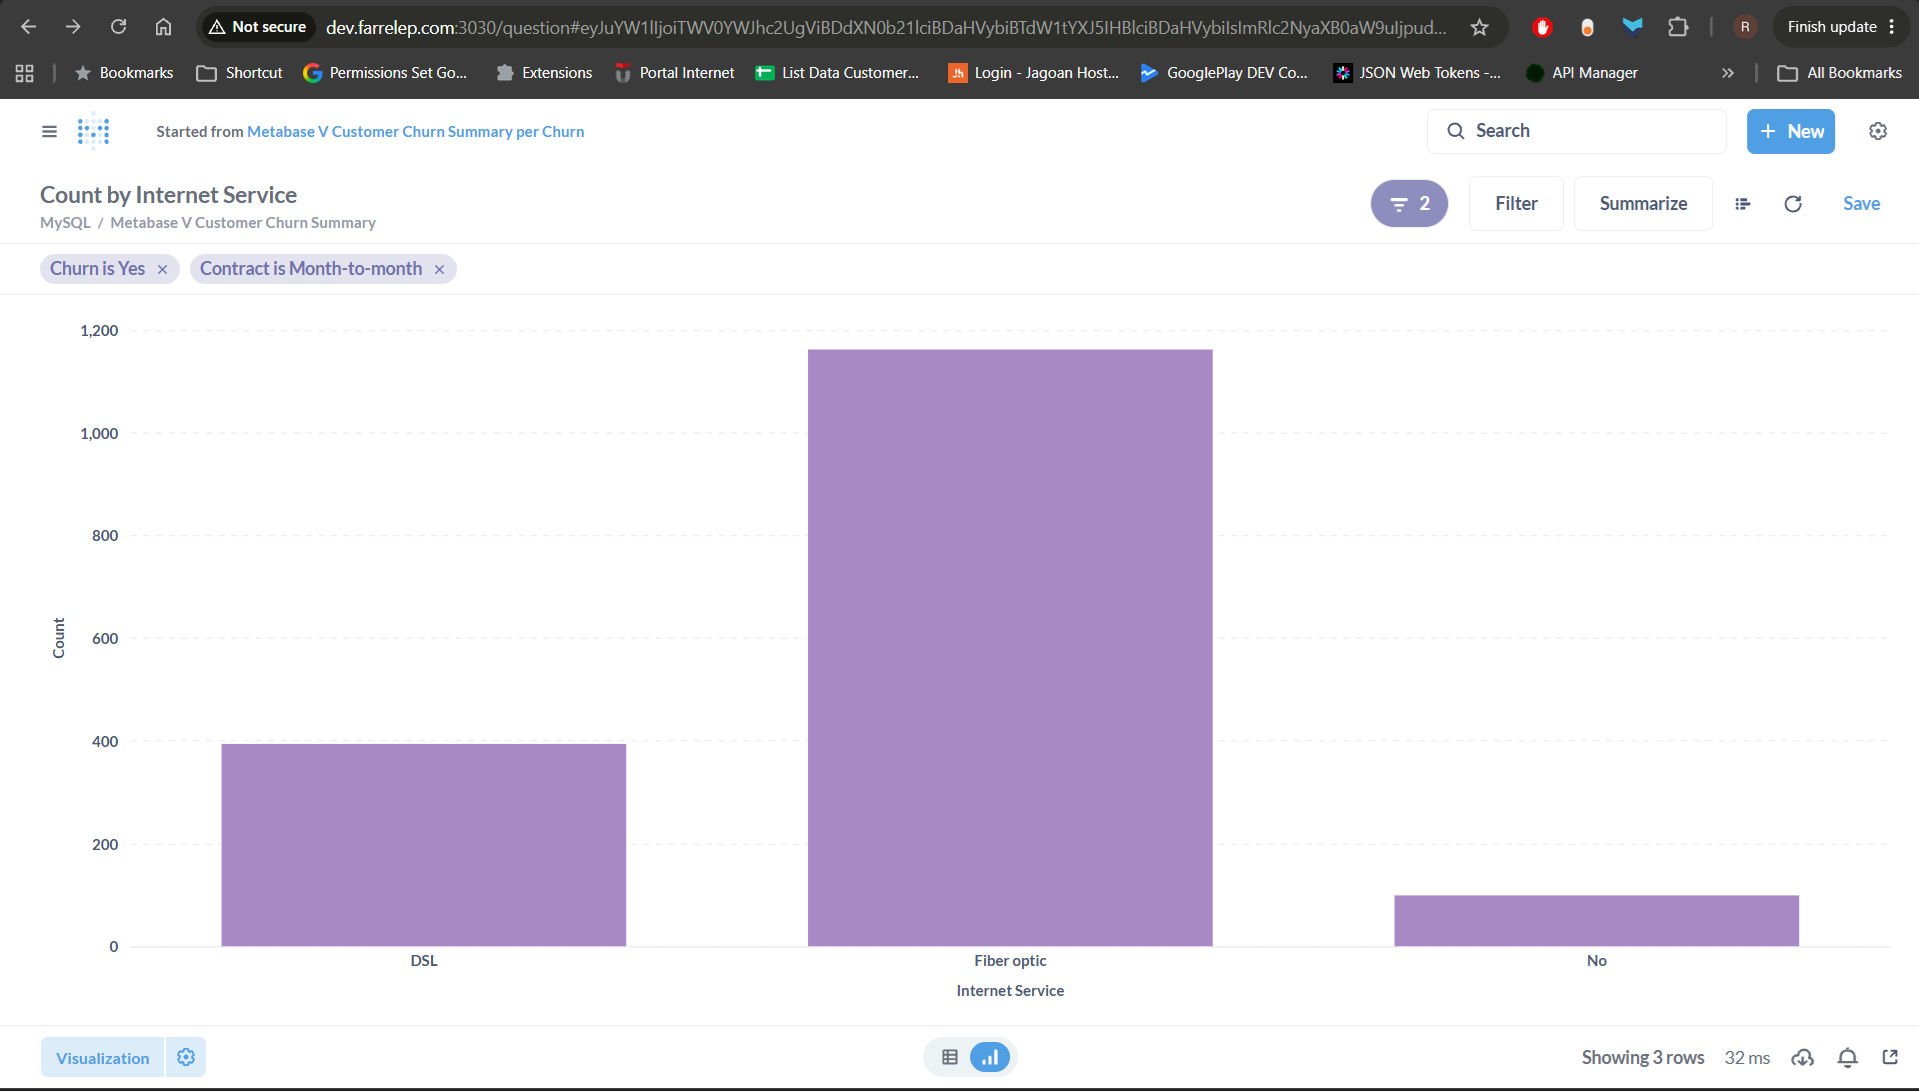 Not secure dev.farrelep.com:3030/question#eyJuYW1lIjoiTWV0YWJhc2UgViBDdXN0b21lciBDaHVybiBTdW1tYXJ5IHBlciBDaHVybiIsImRlc2NyaXB0aW9uIjpud... R Finish update
Bookmarks Shortcut Permissions Set Go... Extensions Portal Internet List Data Customer... Login - Jagoan Host... GooglePlay DEV Co... JSON Web Tokens -... API Manager » All Bookmarks
Started from Metabase V Customer Churn Summary per Churn Search + New
Count by Internet Service
MySQL / Metabase V Customer Churn Summary
2 Filter Summarize Save
Churn is Yes × Contract is Month-to-month ×
1,200
1,000
800
600
400
200
0
Count
DSL Fiber optic No
Internet Service
Visualization Showing 3 rows 32 ms